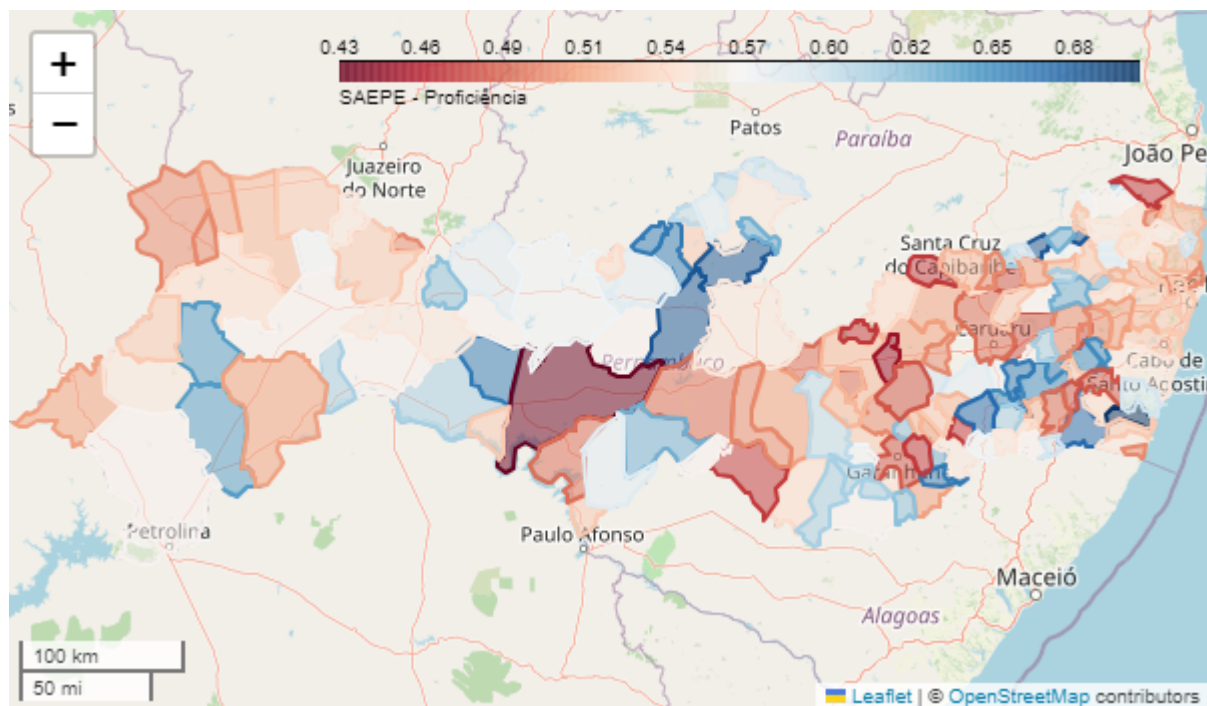 +
−
0.43 0.46 0.49 0.51 0.54 0.57 0.60 0.62 0.65 0.68
SAEPE - Proficiência
Patos
Paraíba
João Pe
Juazeiro
do Norte
Santa Cruz
do Capibaribe
Caruaru
Pernambuco
Cabo de
Santo Agostin
Garanhuns
Petrolina
Paulo Afonso
Maceió
Alagoas
100 km
50 mi
Leaflet | © OpenStreetMap contributors